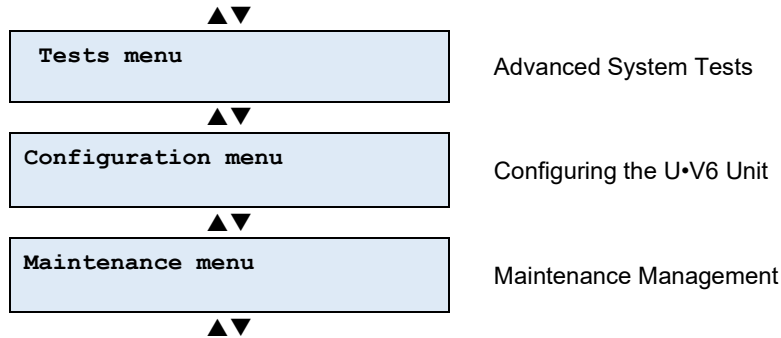 ▲▼
Tests menu
Advanced System Tests
▲▼
Configuration menu
Configuring the U•V6 Unit
▲▼
Maintenance menu
Maintenance Management
▲▼